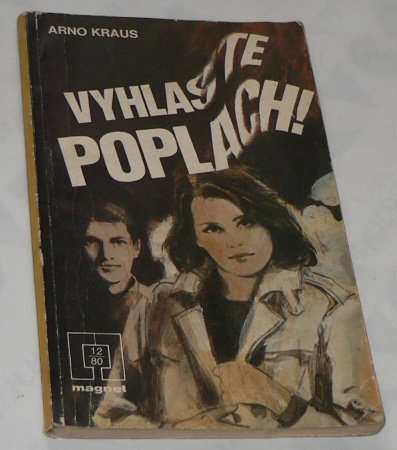 ARNO KRAUS
VYHLASTE
POPLACH!
12
80
magnet